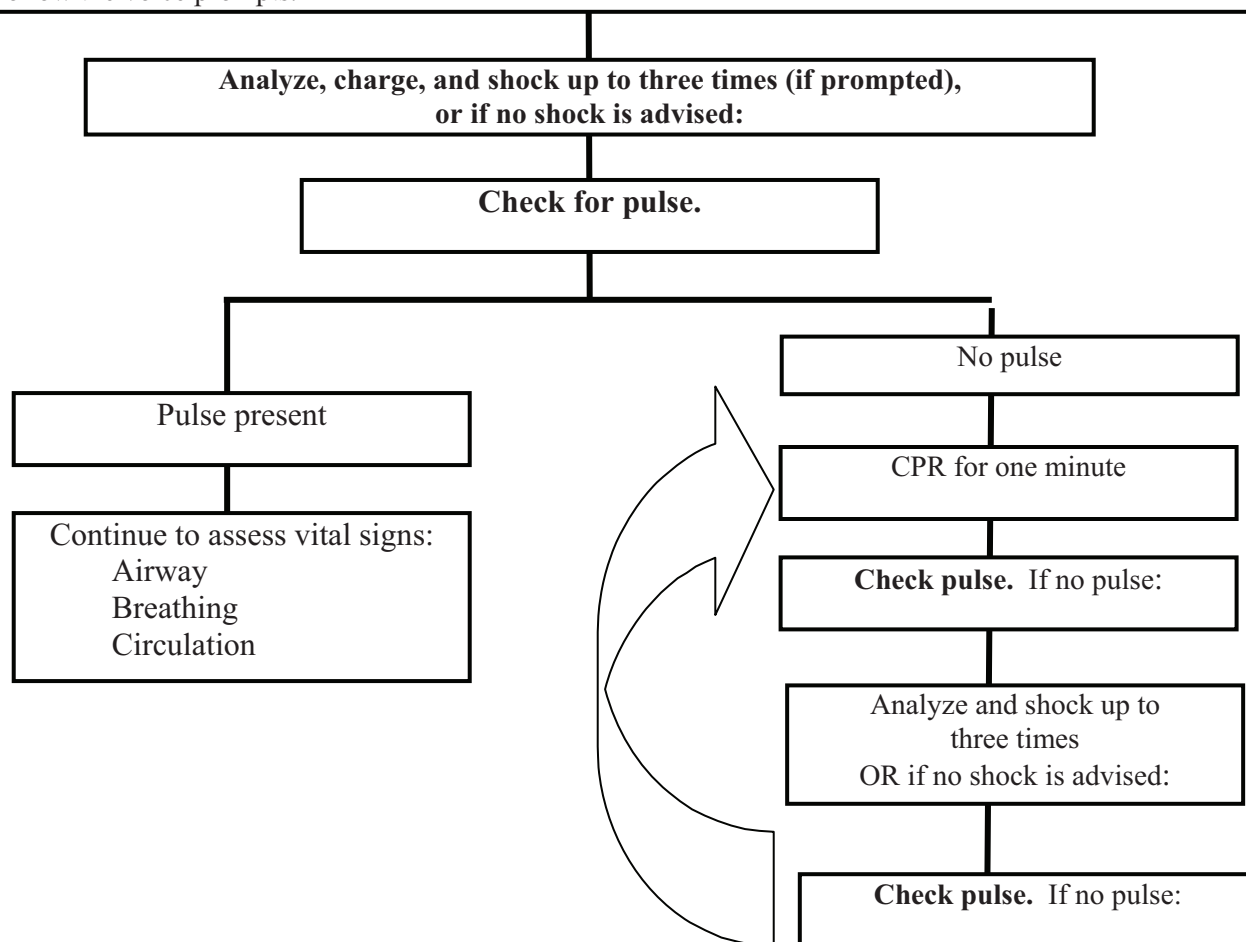 voice prompts.
Analyze, charge, and shock up to three times (if prompted),
or if no shock is advised:
Check for pulse.
No pulse
Pulse present
CPR for one minute
Continue to assess vital signs:
Airway
Breathing
Circulation
Check pulse. If no pulse:
Analyze and shock up to
three times
OR if no shock is advised:
Check pulse. If no pulse: